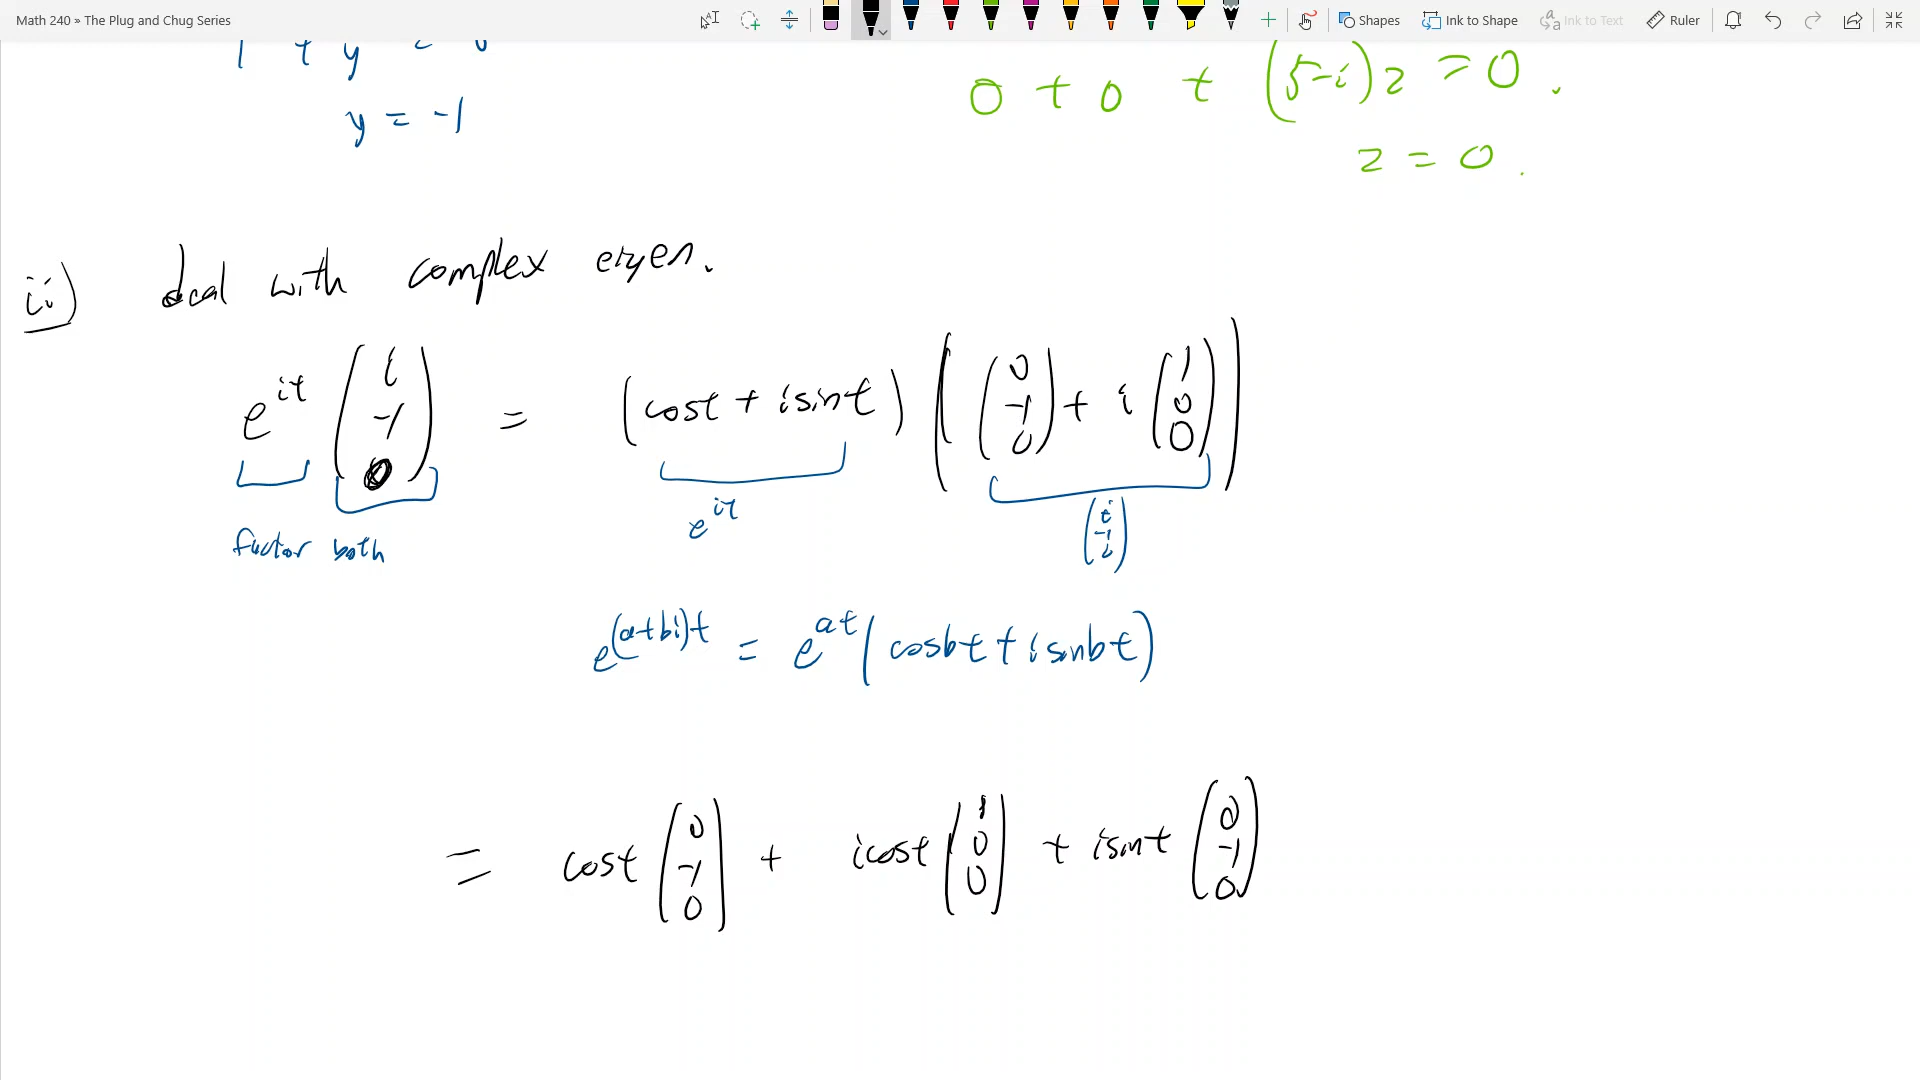 Math 240 » The Plug and Chug Series
Shapes Ink to Shape Ink to Text Ruler
1 + y = 0
y = -1
0 + 0 + (5-i)z = 0.
z = 0.
ii) deal with complex eigen.
e^{it} (i -1 0) = (cost + isint) ((0 -1 0) + i (1 0 0))
e^{it} (i -1 0)
factor both
e^{(a+bi)t} = e^{at}(cosbt + isinbt)
= cost (0 -1 0) + icost (1 0 0) + isint (0 -1 0)